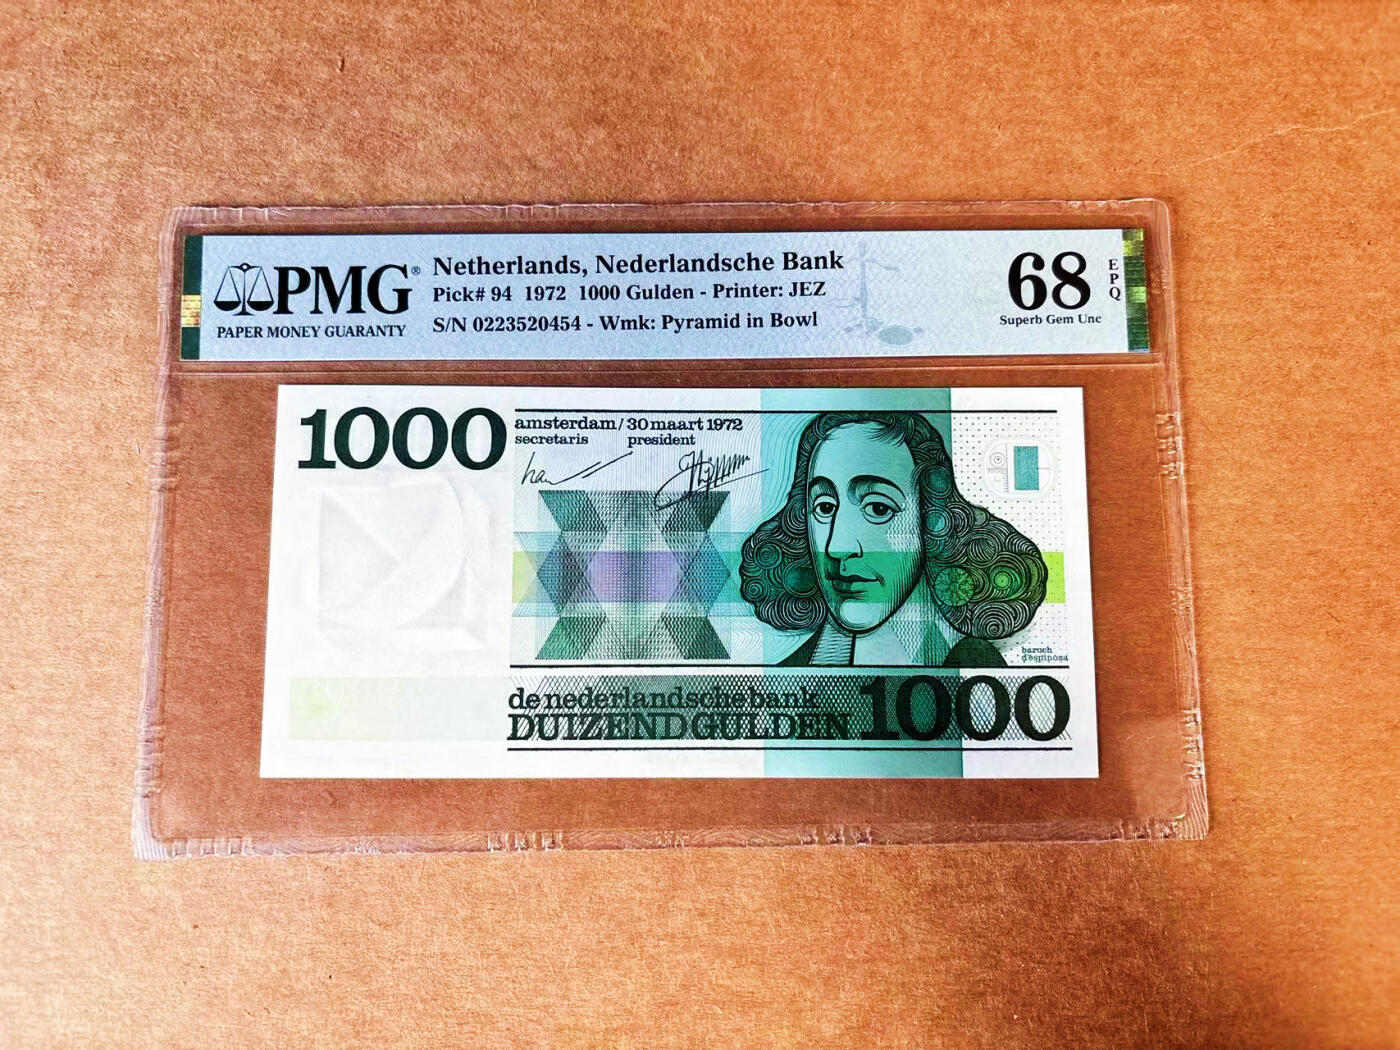 PMG®
PAPER MONEY GUARANTY
Netherlands, Nederlandsche Bank
Pick# 94 1972 1000 Gulden - Printer: JEZ
S/N 0223520454 - Wmk: Pyramid in Bowl
68
EPQ
Superb Gem Unc
1000
amsterdam/30 maart 1972
secretaris president
baruch
d'espinoza
de nederlandsche bank
DUIZEND GULDEN
1000